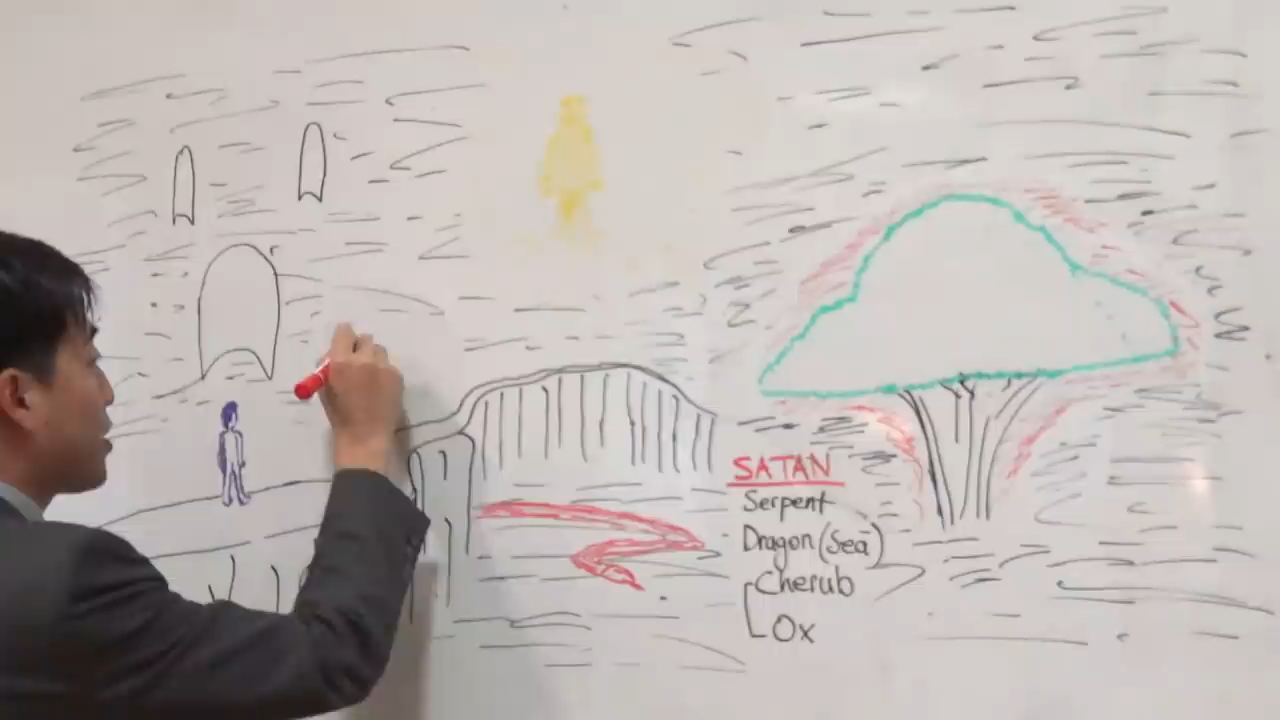 SATAN
Serpent
Dragon (Sea)
Cherub
Ox